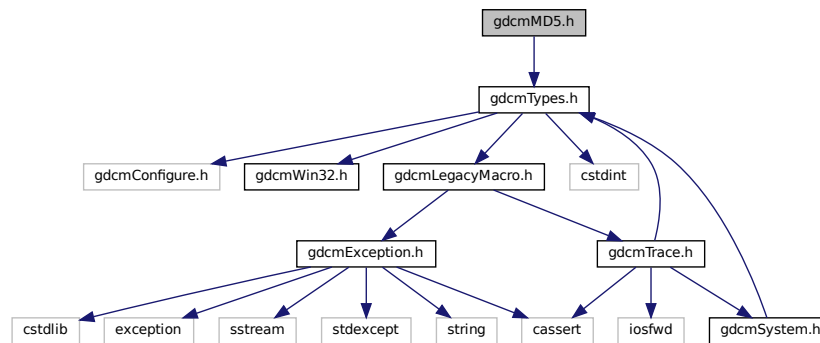 gdcmMD5.h
gdcmTypes.h
gdcmConfigure.h
gdcmWin32.h
gdcmLegacyMacro.h
cstdint
gdcmException.h
gdcmTrace.h
cstdlib
exception
sstream
stdexcept
string
cassert
iosfwd
gdcmSystem.h